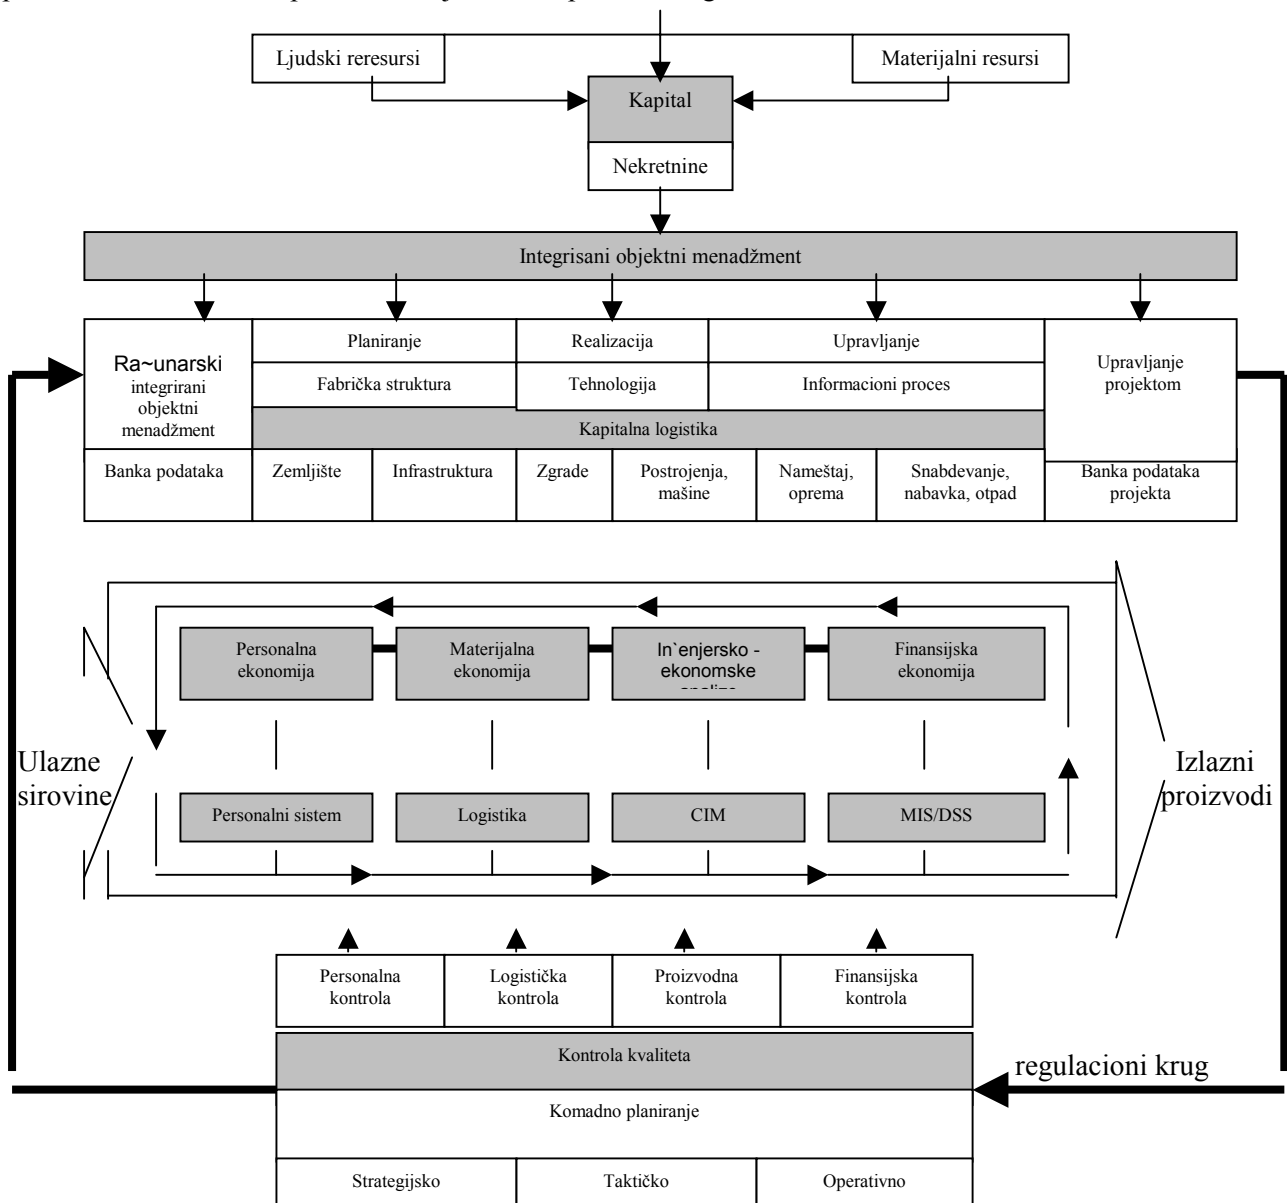 Ljudski reresursi
Materijalni resursi
Kapital
Nekretnine
Integrisani objektni menadžment
Ra~unarski
integrirani
objektni
menadžment
Planiranje
Realizacija
Upravljanje
Upravljanje
projektom
Fabrička struktura
Tehnologija
Informacioni proces
Kapitalna logistika
Banka podataka
Zemljište
Infrastruktura
Zgrade
Postrojenja,
mašine
Nameštaj,
oprema
Snabdevanje,
nabavka, otpad
Banka podataka
projekta
Personalna
ekonomija
Materijalna
ekonomija
In`enjersko -
ekonomske
Finansijska
ekonomija
Ulazne
sirovine
Izlazni
proizvodi
Personalni sistem
Logistika
CIM
MIS/DSS
Personalna
kontrola
Logistička
kontrola
Proizvodna
kontrola
Finansijska
kontrola
Kontrola kvaliteta
regulacioni krug
Komadno planiranje
Strategijsko
Taktičko
Operativno